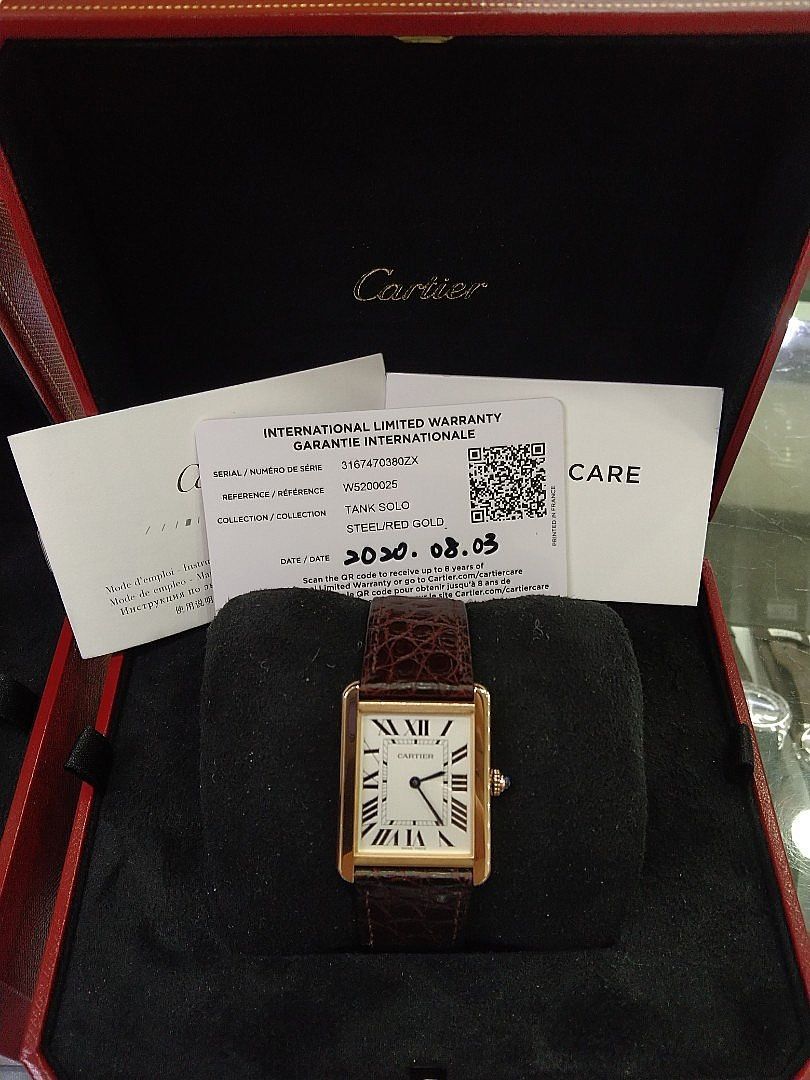 Cartier
INTERNATIONAL LIMITED WARRANTY
GARANTIE INTERNATIONALE
SERIAL / NUMÉRO DE SÉRIE 3167470380ZX
REFERENCE / RÉFÉRENCE W5200025
COLLECTION / COLLECTION TANK SOLO
STEEL/RED GOLD
DATE / DATE 2020.08.03
Scan the QR code to receive up to 8 years of
Limited Warranty or go to Cartier.com/cartiercare
QR code pour obtenir jusqu'à 8 ans de
le site Cartier.com/cartiercare
PRINTED IN FRANCE
CARE
C
Mode d'emploi -
Mode de empleo -
Инструкция по
使用说明
XII
CARTIER